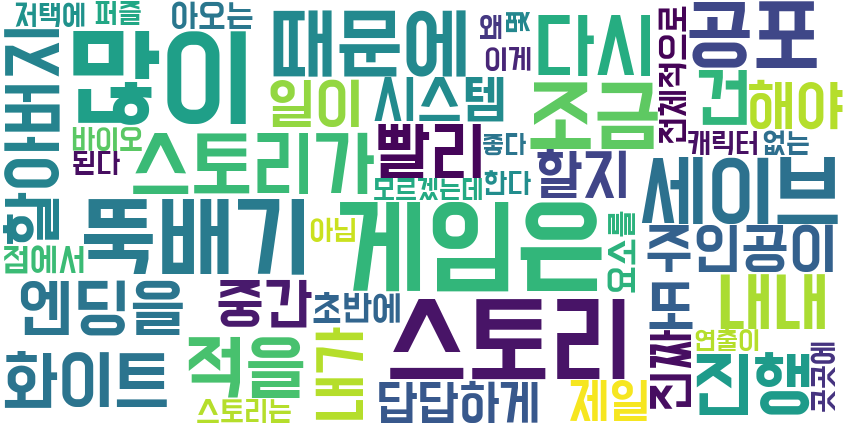 저택에 퍼즐 아오는 때문에 왜 몇 다시 전체적으로 공포
할아버지 많이 일이 시스템 이게 조금 건 해야
바이오 된다 스토리가 빨리 좋다 할지 캐릭터 없는
모르겠는데 한다 세이브
점에서 뚝배기 아님 게임은 요소를 주인공이
엔딩을 중간 초반에 스토리 또 내내
화이트 적을 내가 답답하게 제일 진짜 연출이 진행 곳곳에
스토리는